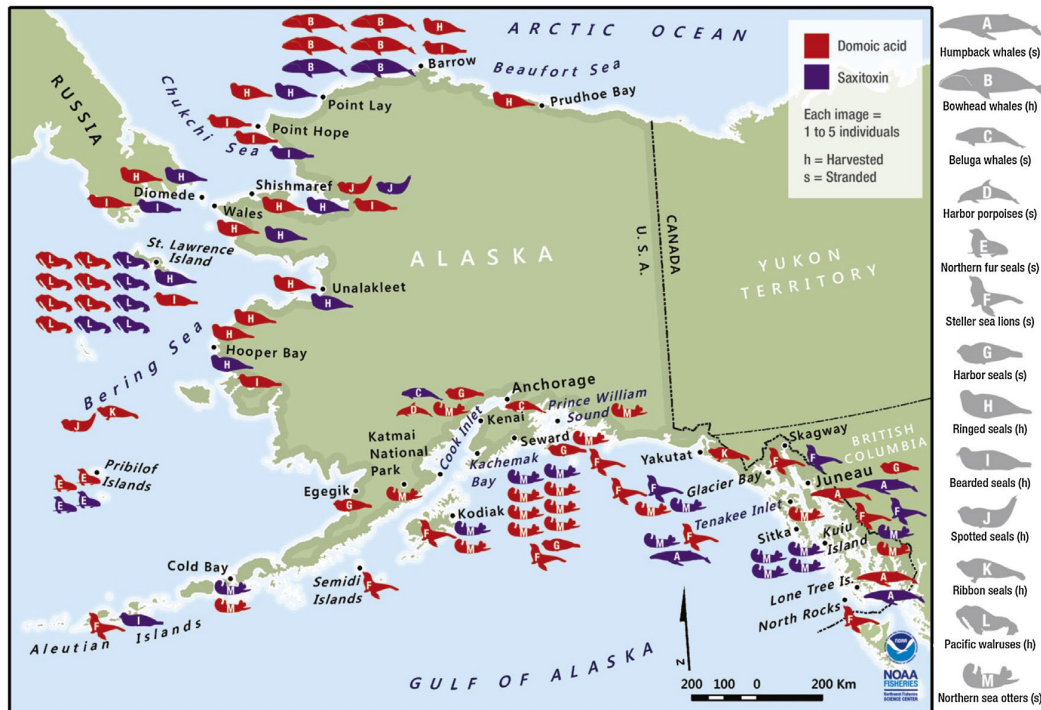 ARCTIC OCEAN
Beaufort Sea
Chukchi Sea
RUSSIA
Barrow
Point Lay
Prudhoe Bay
Point Hope
Diomede
Shishmaref
Wales
St. Lawrence
Island
ALASKA
U.S.A.
CANADA
YUKON
TERRITORY
Unalakleet
Bering Sea
Hooper Bay
Anchorage
Prince William
Sound
Kenai
Cook Inlet
Katmai
National
Park
Seward
Kachemak
Bay
Yakutat
Skagway
BRITISH
COLUMBIA
Glacier Bay
Juneau
Pribilof
Islands
Egegik
Kodiak
Tenakee Inlet
Sitka
Kuiu
Island
Cold Bay
Semidi
Islands
Lone Tree Is.
North Rocks
Aleutian Islands
GULF OF ALASKA
N
200 100 0 200 Km
NOAA
NOAA
FISHERIES
Northwest Fisheries
SCIENCE CENTER
Domoic acid
Saxitoxin
Each image =
1 to 5 individuals
h = Harvested
s = Stranded
A
Humpback whales (s)
B
Bowhead whales (h)
C
Beluga whales (s)
D
Harbor porpoises (s)
E
Northern fur seals (s)
F
Steller sea lions (s)
G
Harbor seals (s)
H
Ringed seals (h)
I
Bearded seals (h)
J
Spotted seals (h)
K
Ribbon seals (h)
L
Pacific walruses (h)
M
Northern sea otters (s)